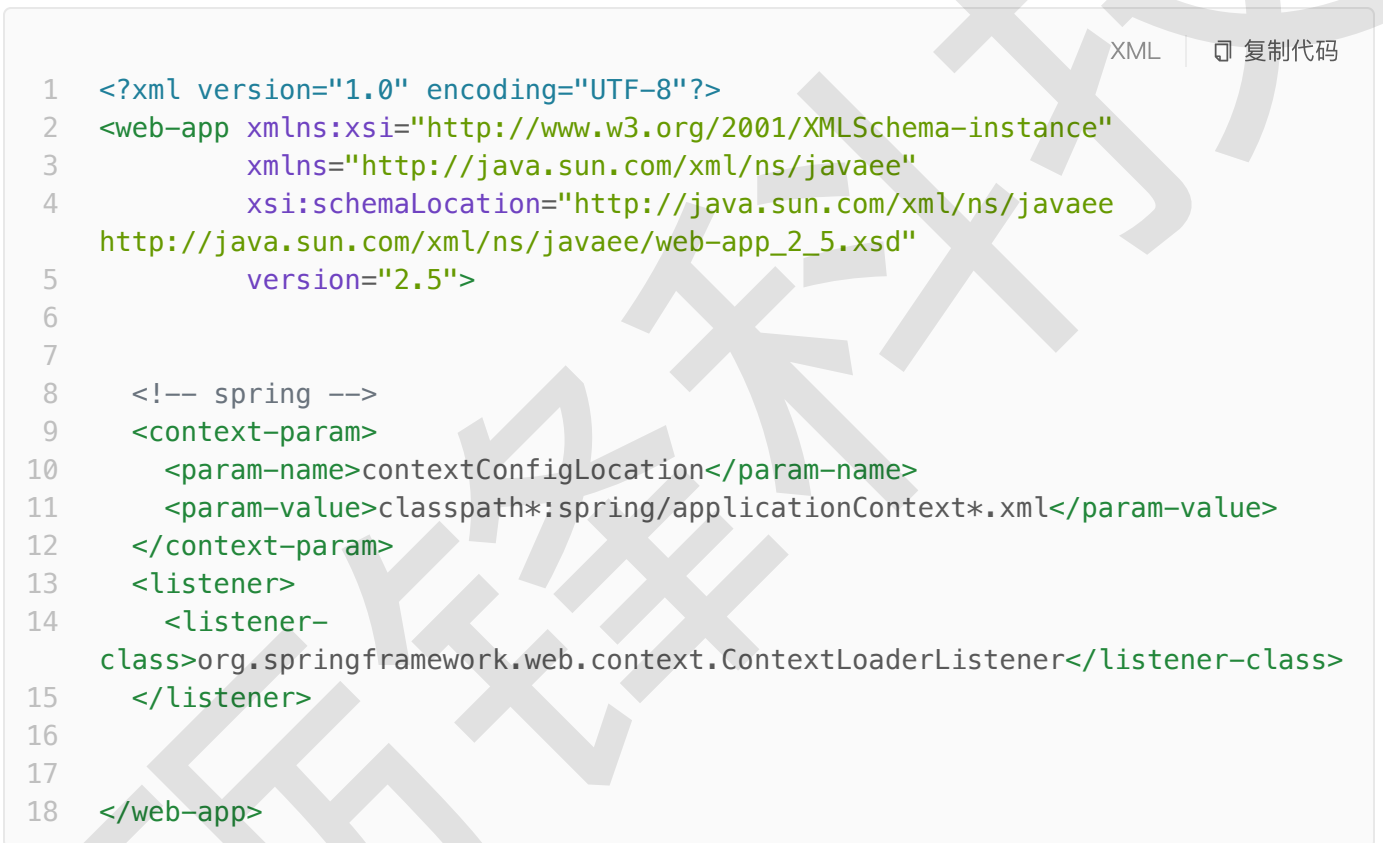 XML 复制代码
1 <?xml version="1.0" encoding="UTF-8"?>
2 <web-app xmlns:xsi="http://www.w3.org/2001/XMLSchema-instance"
3          xmlns="http://java.sun.com/xml/ns/javaee"
4          xsi:schemaLocation="http://java.sun.com/xml/ns/javaee
http://java.sun.com/xml/ns/javaee/web-app_2_5.xsd"
5          version="2.5">
6
7
8   <!-- spring -->
9   <context-param>
10     <param-name>contextConfigLocation</param-name>
11     <param-value>classpath*:spring/applicationContext*.xml</param-value>
12   </context-param>
13   <listener>
14     <listener-
class>org.springframework.web.context.ContextLoaderListener</listener-class>
15   </listener>
16
17
18 </web-app>
锋科技